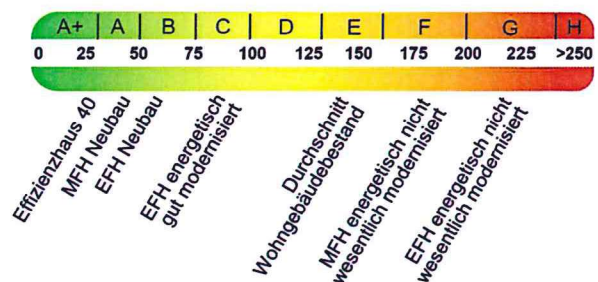 A+ A B C D E F G H
0 25 50 75 100 125 150 175 200 225 >250
Effizienzhaus 40
MFH Neubau
EFH Neubau
EFH energetisch
gut modernisiert
Durchschnitt
Wohngebäudebestand
MFH energetisch nicht
wesentlich modernisiert
EFH energetisch nicht
wesentlich modernisiert